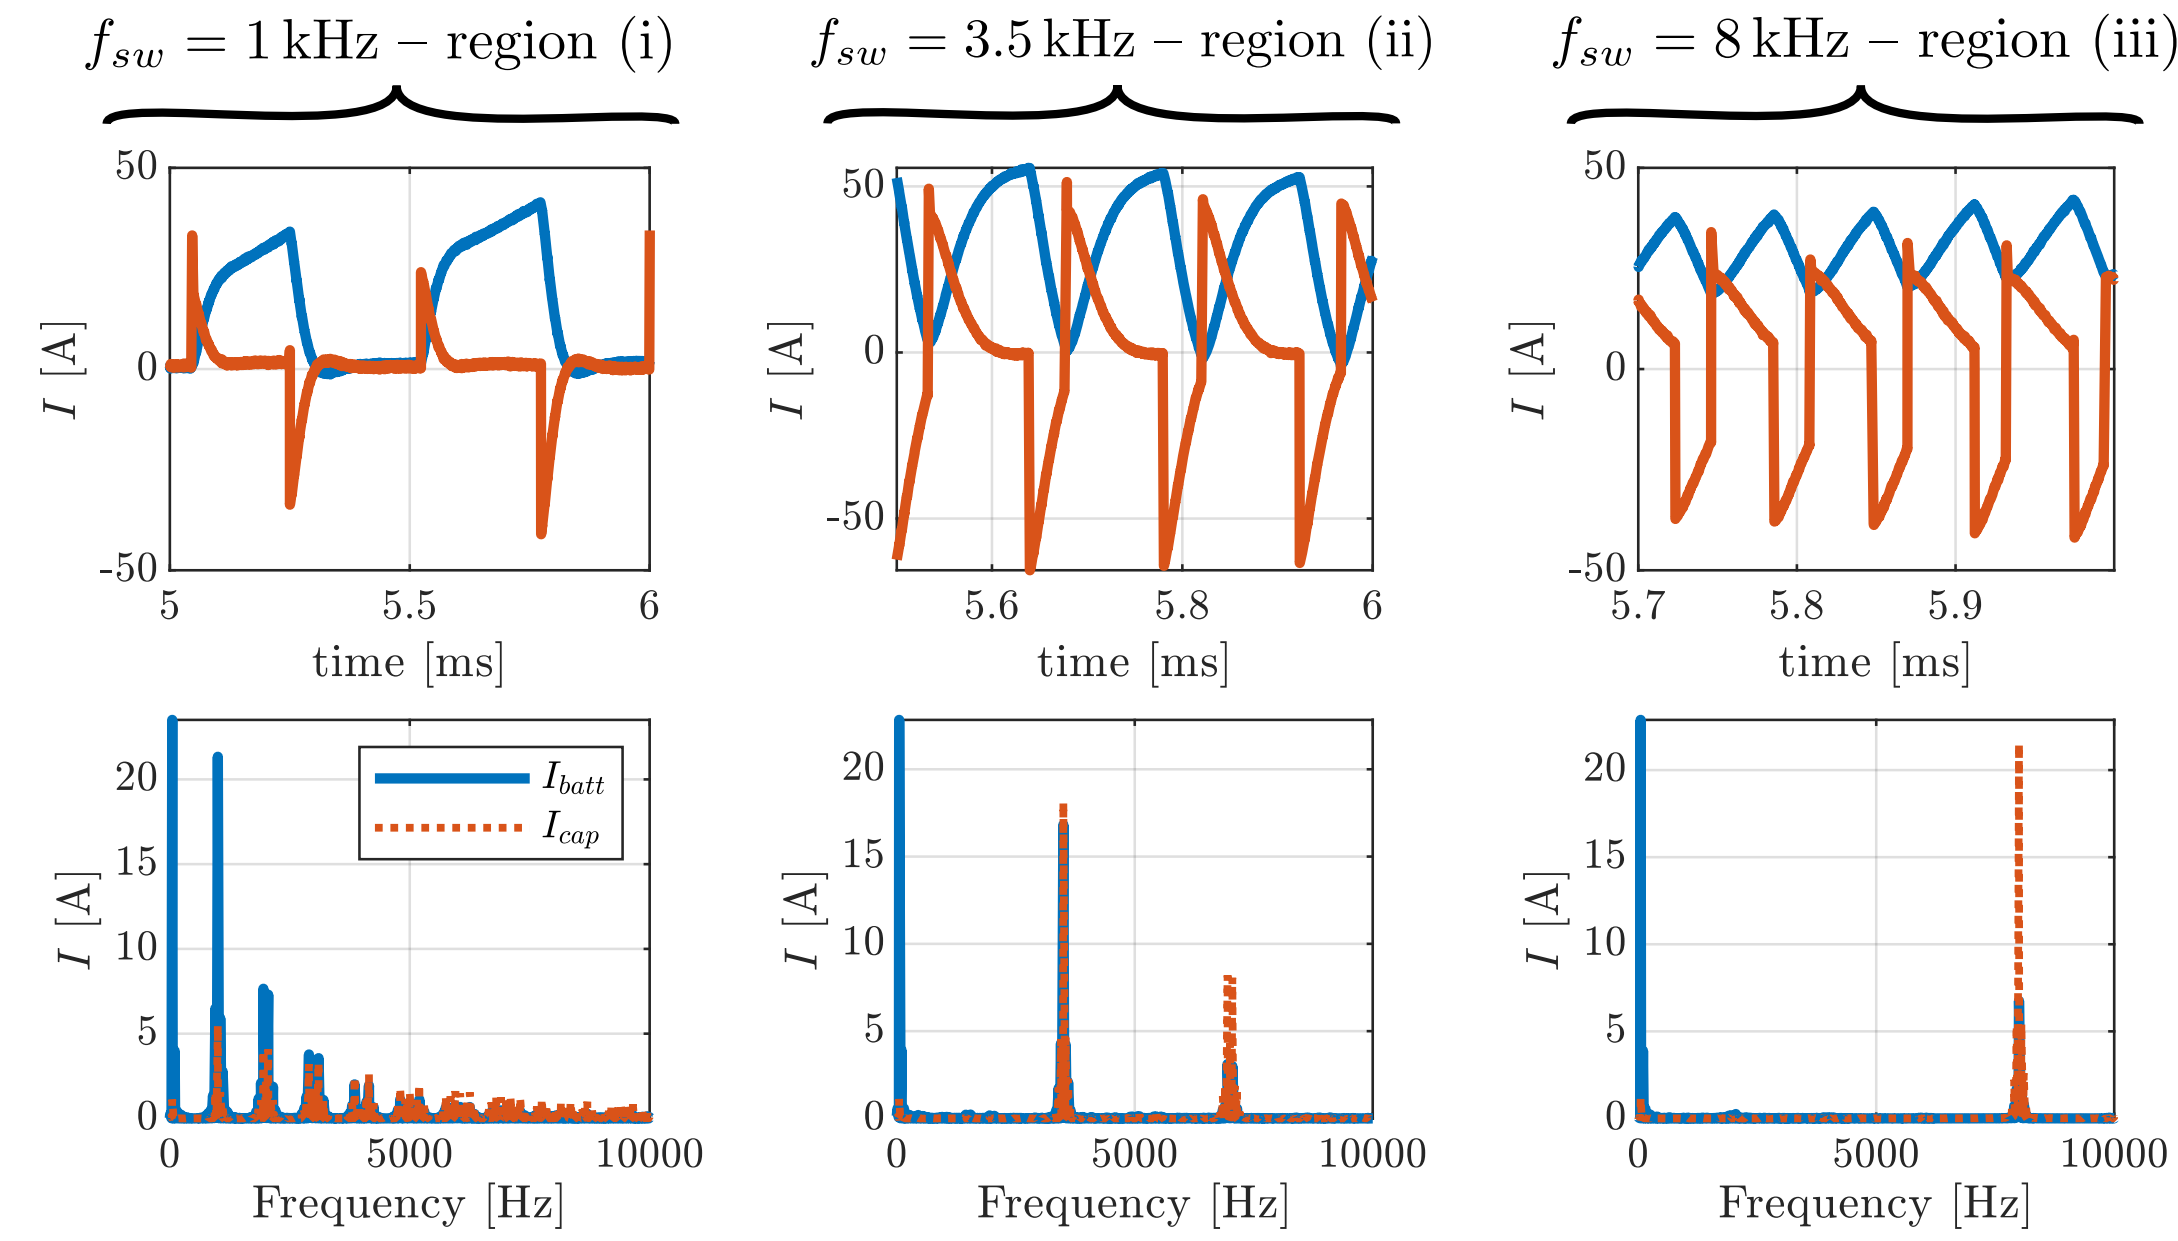 f_sw = 1 kHz – region (i)
f_sw = 3.5 kHz – region (ii)
f_sw = 8 kHz – region (iii)
50
0
-50
I [A]
5
5.5
6
time [ms]
50
0
-50
I [A]
5.6
5.8
6
time [ms]
50
0
-50
I [A]
5.7
5.8
5.9
time [ms]
20
15
10
5
0
I [A]
I_batt
I_cap
0
5000
10000
Frequency [Hz]
20
15
10
5
0
I [A]
0
5000
10000
Frequency [Hz]
20
15
10
5
0
I [A]
0
5000
10000
Frequency [Hz]